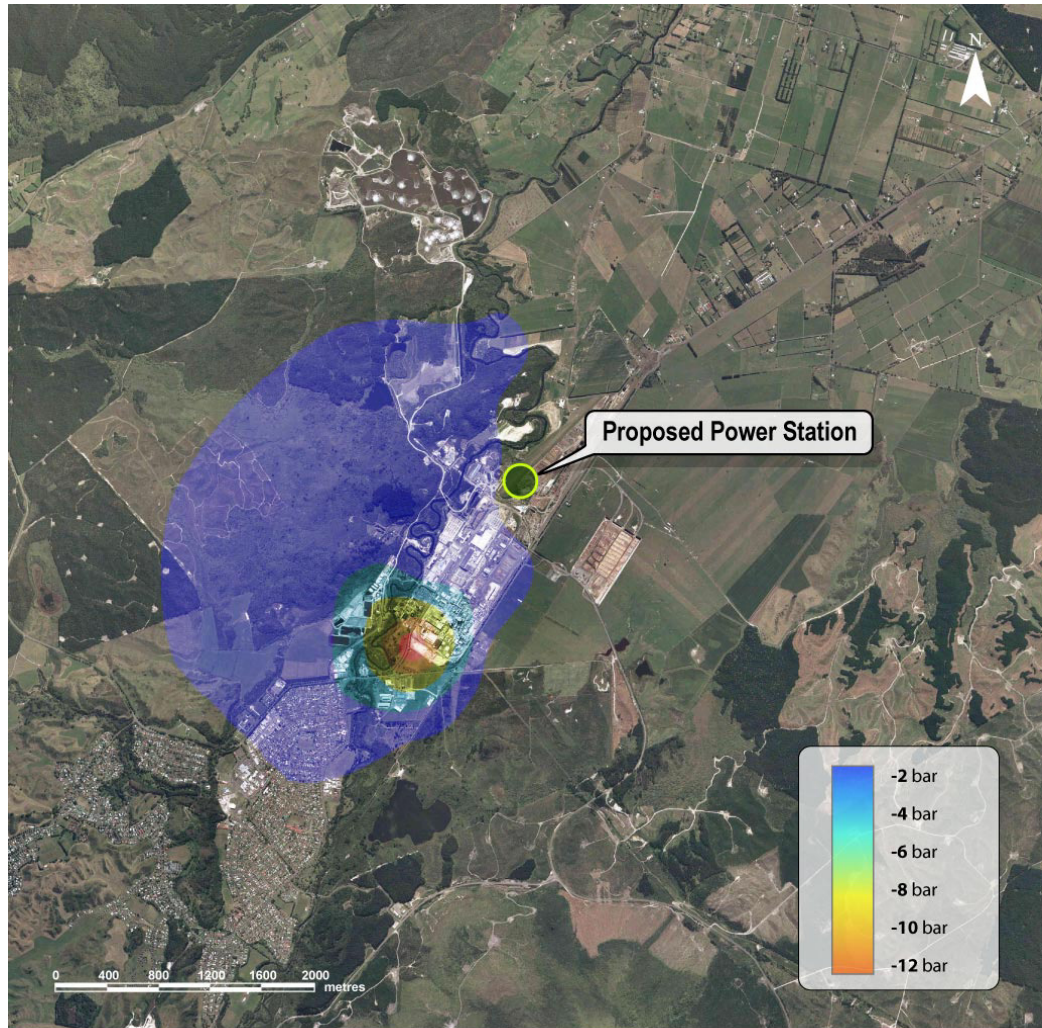 N
Proposed Power Station
-2 bar
-4 bar
-6 bar
-8 bar
-10 bar
-12 bar
0 400 800 1200 1600 2000
metres